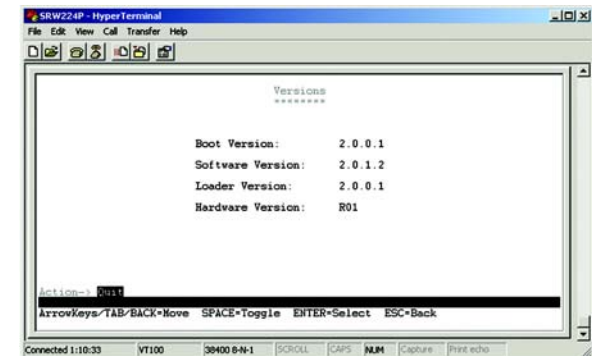 SRW224P - HyperTerminal
File Edit View Call Transfer Help
Versions
========
Boot Version: 2.0.0.1
Software Version: 2.0.1.2
Loader Version: 2.0.0.1
Hardware Version: R01
Action-> Quit
ArrowKeys/TAB/BACK=Move SPACE=Toggle ENTER=Select ESC=Back
Connected 1:10:33 VT100 38400 8-N-1 SCROLL CAPS NUM Capture Print echo